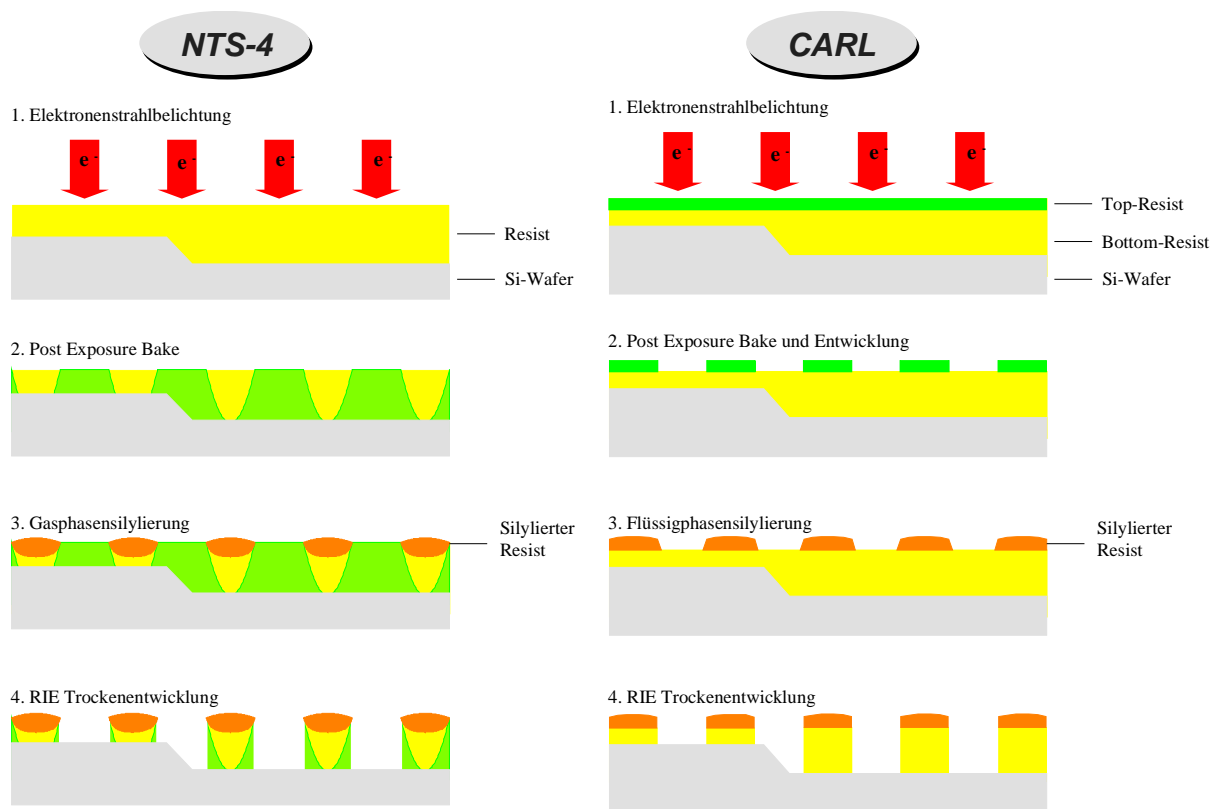 NTS-4
1. Elektronenstrahlbelichtung
e - e - e - e -
Resist
Si-Wafer
2. Post Exposure Bake
3. Gasphasensilylierung
Silylierter
Resist
4. RIE Trockenentwicklung
CARL
1. Elektronenstrahlbelichtung
e - e - e - e -
Top-Resist
Bottom-Resist
Si-Wafer
2. Post Exposure Bake und Entwicklung
3. Flüssigphasensilylierung
Silylierter
Resist
4. RIE Trockenentwicklung